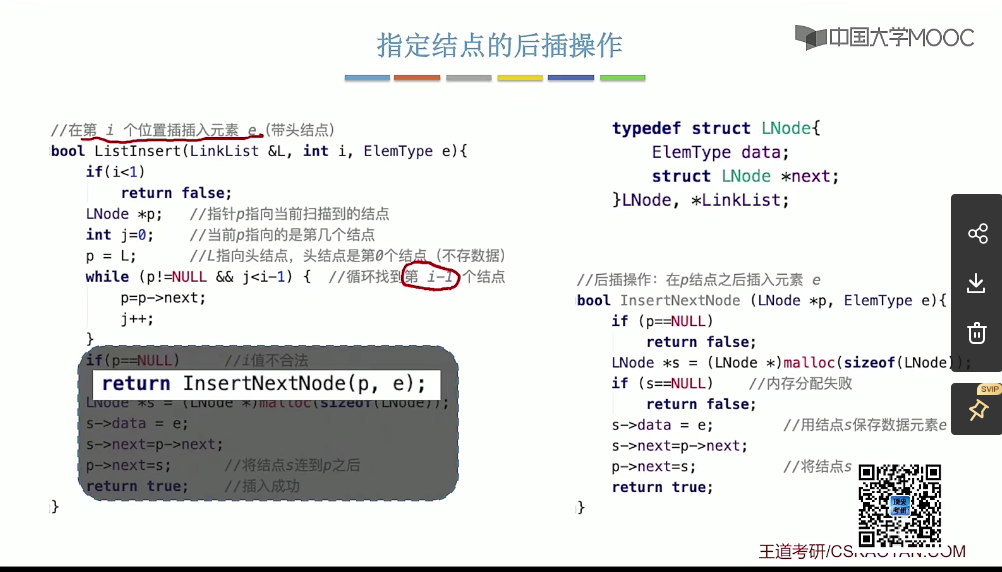 指定结点的后插操作
中国大学MOOC
//在第 i 个位置插插入元素 e (带头结点)
bool ListInsert(LinkList &L, int i, ElemType e){
if(i<1)
return false;
LNode *p; //指针p指向当前扫描到的结点
int j=0; //当前p指向的是第几个结点
p = L; //L指向头结点，头结点是第0个结点（不存数据）
while (p!=NULL && j<i-1) { //循环找到第 i-1 个结点
p=p->next;
j++;
}
if(p==NULL) //i值不合法
return InsertNextNode(p, e);
LNode *s = (LNode *)malloc(sizeof(LNode));
s->data = e;
s->next=p->next;
p->next=s; //将结点s连到p之后
return true; //插入成功
}
typedef struct LNode{
ElemType data;
struct LNode *next;
}LNode, *LinkList;
//后插操作：在p结点之后插入元素 e
bool InsertNextNode (LNode *p, ElemType e){
if (p==NULL)
return false;
LNode *s = (LNode *)malloc(sizeof(LNode));
if (s==NULL) //内存分配失败
return false;
s->data = e; //用结点s保存数据元素e
s->next=p->next;
p->next=s; //将结点s
return true;
}
SVIP
王道考研/CSKAOYAN.COM